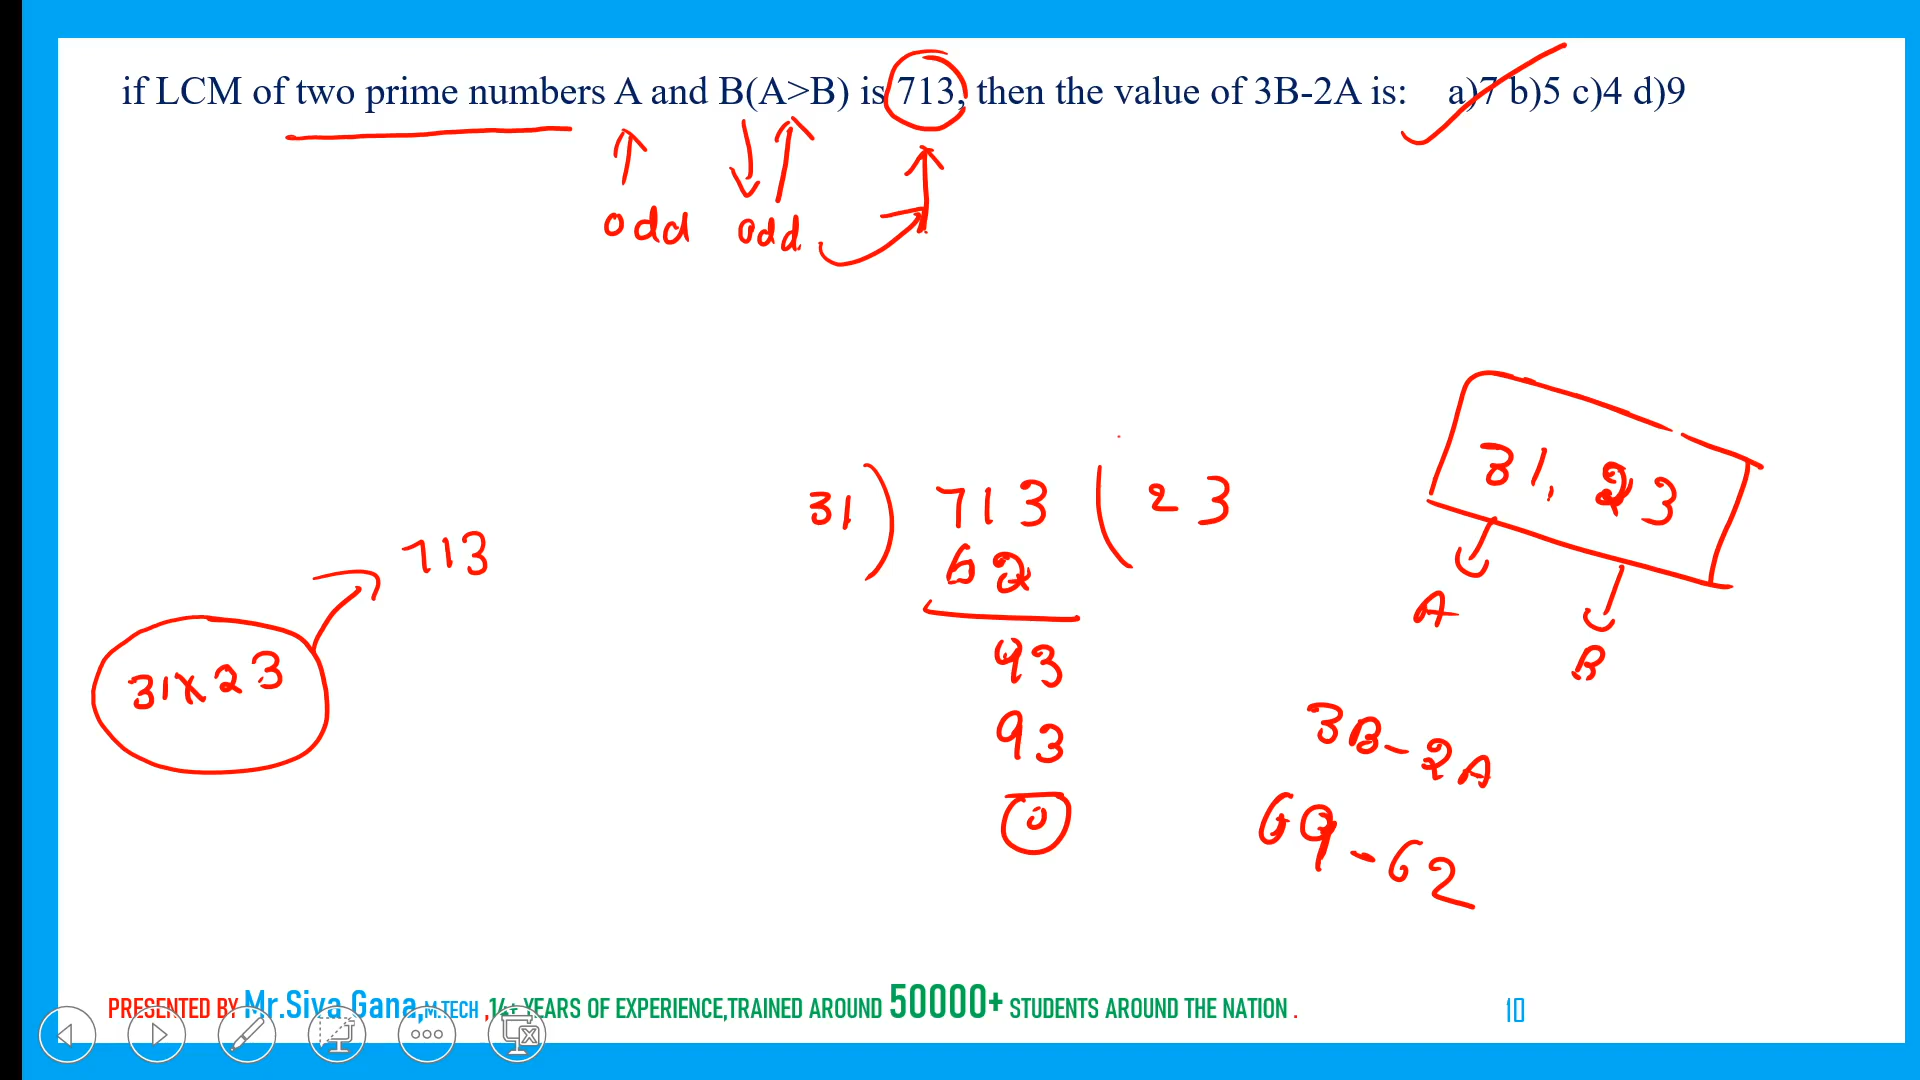 if LCM of two prime numbers A and B(A>B) is 713, then the value of 3B-2A is: a)7 b)5 c)4 d)9
odd odd
31 ) 713 ( 23
62
93
93
0
31, 23
A
B
713
31x23
3B-2A
69-62
PRESENTED BY Mr.Siva Gana,M.TECH ,14+ YEARS OF EXPERIENCE,TRAINED AROUND 50000+ STUDENTS AROUND THE NATION .
10